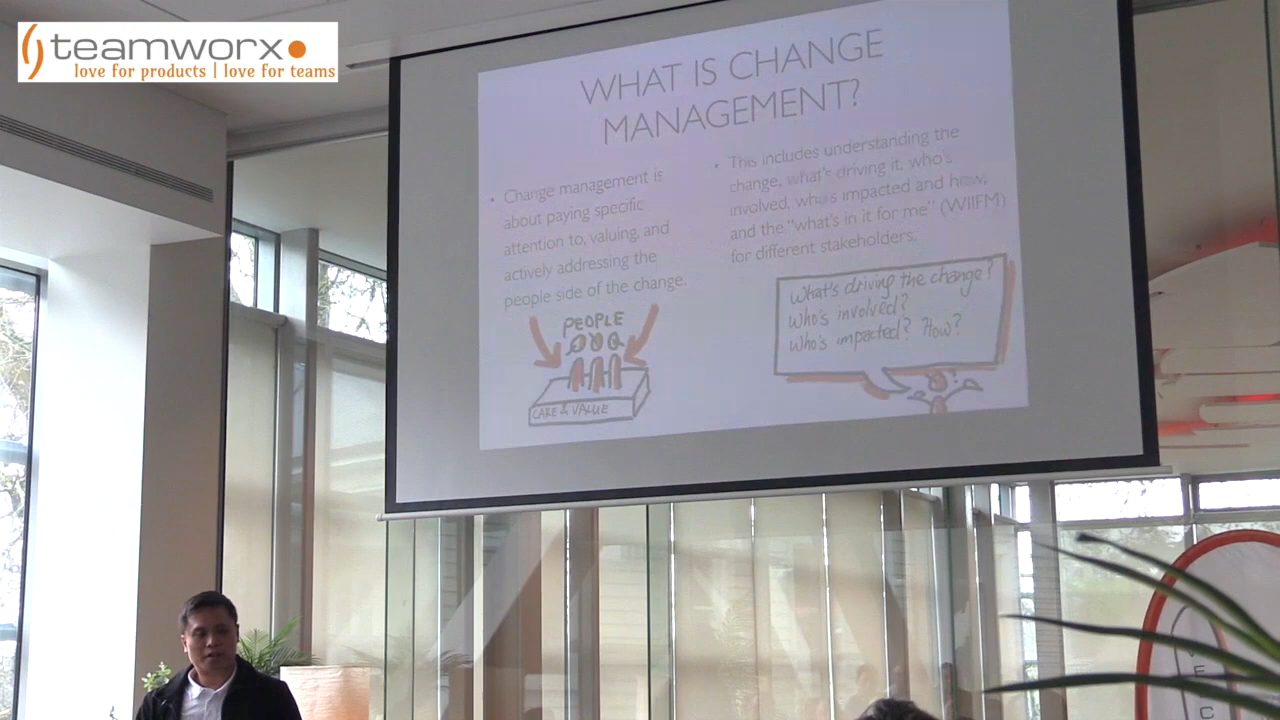 teamworx
love for products | love for teams
WHAT IS CHANGE
MANAGEMENT?
• Change management is
about paying specific
attention to, valuing, and
actively addressing the
people side of the change.
• This includes understanding the
change, what's driving it, who's
involved, who's impacted and how,
and the "what's in it for me" (WIIFM)
for different stakeholders.
PEOPLE
CARE & VALUE
What's driving the change?
Who's involved?
Who's impacted? How?
V
E
C